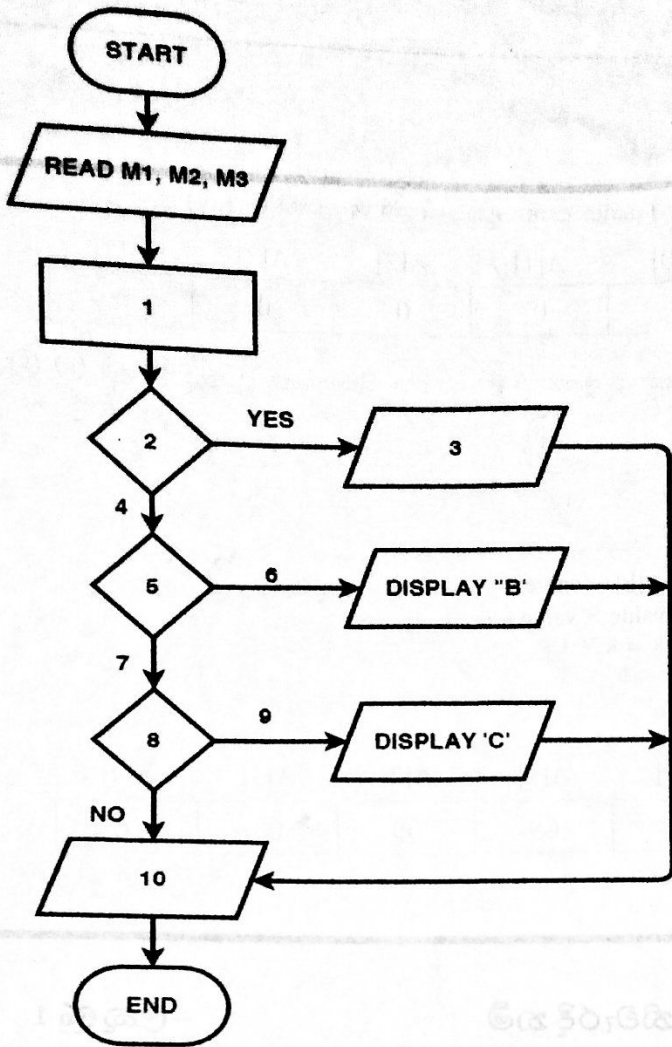 START
READ M1, M2, M3
1
2
YES
3
4
5
6
DISPLAY "B'
7
8
9
DISPLAY 'C'
NO
10
END